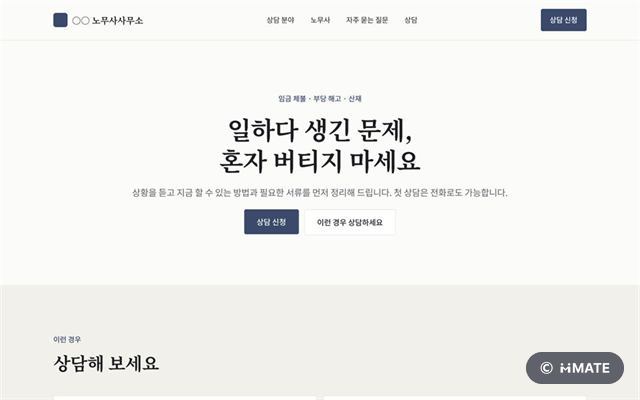 ○○ 노무사사무소
상담 분야 노무사 자주 묻는 질문 상담
상담 신청
임금 체불 · 부당 해고 · 산재
일하다 생긴 문제,
혼자 버티지 마세요
상황을 듣고 지금 할 수 있는 방법과 필요한 서류를 먼저 정리해 드립니다. 첫 상담은 전화로도 가능합니다.
상담 신청
이런 경우 상담하세요
이런 경우
상담해 보세요
© MMATE